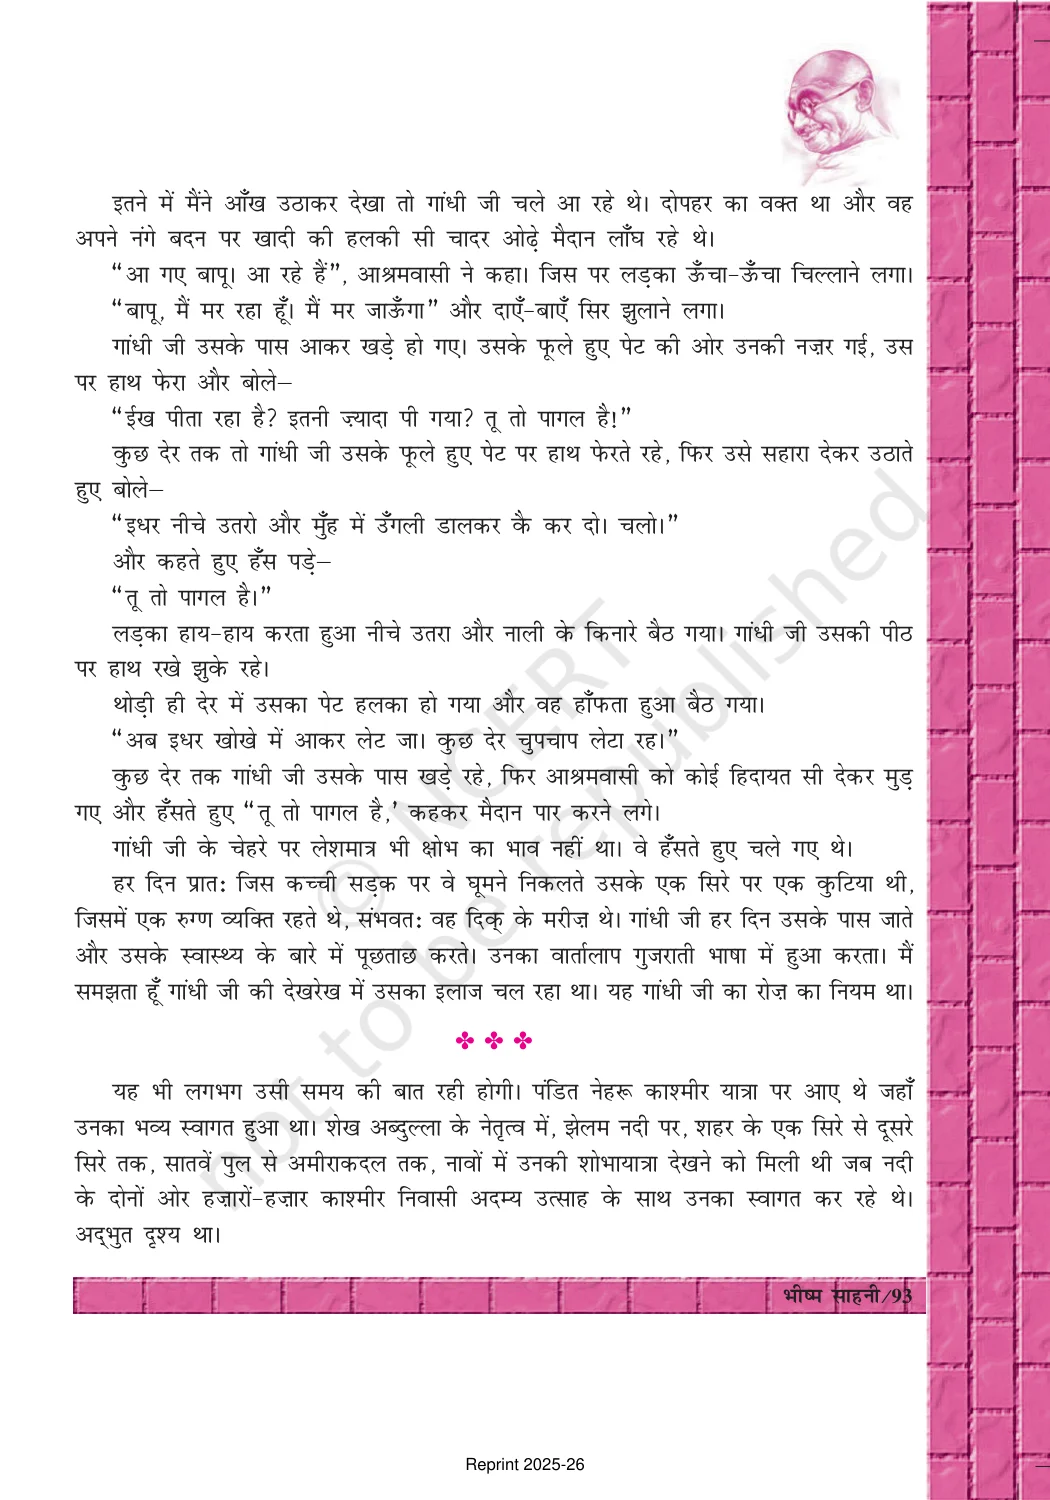 इतने में मैंने आँख उठाकर देखा तो गांधी जी चले आ रहे थे। दोपहर का वक्त था और वह
अपने नंगे बदन पर खादी की हलकी सी चादर ओढ़े मैदान लाँघ रहे थे।
“आ गए बापू। आ रहे हैं”, आश्रमवासी ने कहा। जिस पर लड़का ऊँचा-ऊँचा चिल्लाने लगा।
“बापू, मैं मर रहा हूँ। मैं मर जाऊँगा” और दाएँ-बाएँ सिर झुलाने लगा।
गांधी जी उसके पास आकर खड़े हो गए। उसके फूले हुए पेट की ओर उनकी नज़र गई, उस
पर हाथ फेरा और बोले–
“ईख पीता रहा है? इतनी ज़्यादा पी गया? तू तो पागल है!”
कुछ देर तक तो गांधी जी उसके फूले हुए पेट पर हाथ फेरते रहे, फिर उसे सहारा देकर उठाते
हुए बोले–
“इधर नीचे उतरो और मुँह में उँगली डालकर कै कर दो। चलो।”
और कहते हुए हँस पड़े–
“तू तो पागल है।”
लड़का हाय-हाय करता हुआ नीचे उतरा और नाली के किनारे बैठ गया। गांधी जी उसकी पीठ
पर हाथ रखे झुके रहे।
थोड़ी ही देर में उसका पेट हलका हो गया और वह हाँफता हुआ बैठ गया।
“अब इधर खोखे में आकर लेट जा। कुछ देर चुपचाप लेटा रह।”
कुछ देर तक गांधी जी उसके पास खड़े रहे, फिर आश्रमवासी को कोई हिदायत सी देकर मुड़
गए और हँसते हुए “तू तो पागल है,’ कहकर मैदान पार करने लगे।
गांधी जी के चेहरे पर लेशमात्र भी क्षोभ का भाव नहीं था। वे हँसते हुए चले गए थे।
हर दिन प्रात: जिस कच्ची सड़क पर वे घूमने निकलते उसके एक सिरे पर एक कुटिया थी,
जिसमें एक रुग्ण व्यक्ति रहते थे, संभवत: वह दिक् के मरीज़ थे। गांधी जी हर दिन उसके पास जाते
और उसके स्वास्थ्य के बारे में पूछताछ करते। उनका वार्तालाप गुजराती भाषा में हुआ करता। मैं
समझता हूँ गांधी जी की देखरेख में उसका इलाज चल रहा था। यह गांधी जी का रोज़ का नियम था।
यह भी लगभग उसी समय की बात रही होगी। पंडित नेहरू काश्मीर यात्रा पर आए थे जहाँ
उनका भव्य स्वागत हुआ था। शेख अब्दुल्ला के नेतृत्व में, झेलम नदी पर, शहर के एक सिरे से दूसरे
सिरे तक, सातवें पुल से अमीराकदल तक, नावों में उनकी शोभायात्रा देखने को मिली थी जब नदी
के दोनों ओर हज़ारों-हज़ार काश्मीर निवासी अदम्य उत्साह के साथ उनका स्वागत कर रहे थे।
अद्भुत दृश्य था।
भीष्म साहनी/93
© NCERT
not to be republished
Reprint 2025-26